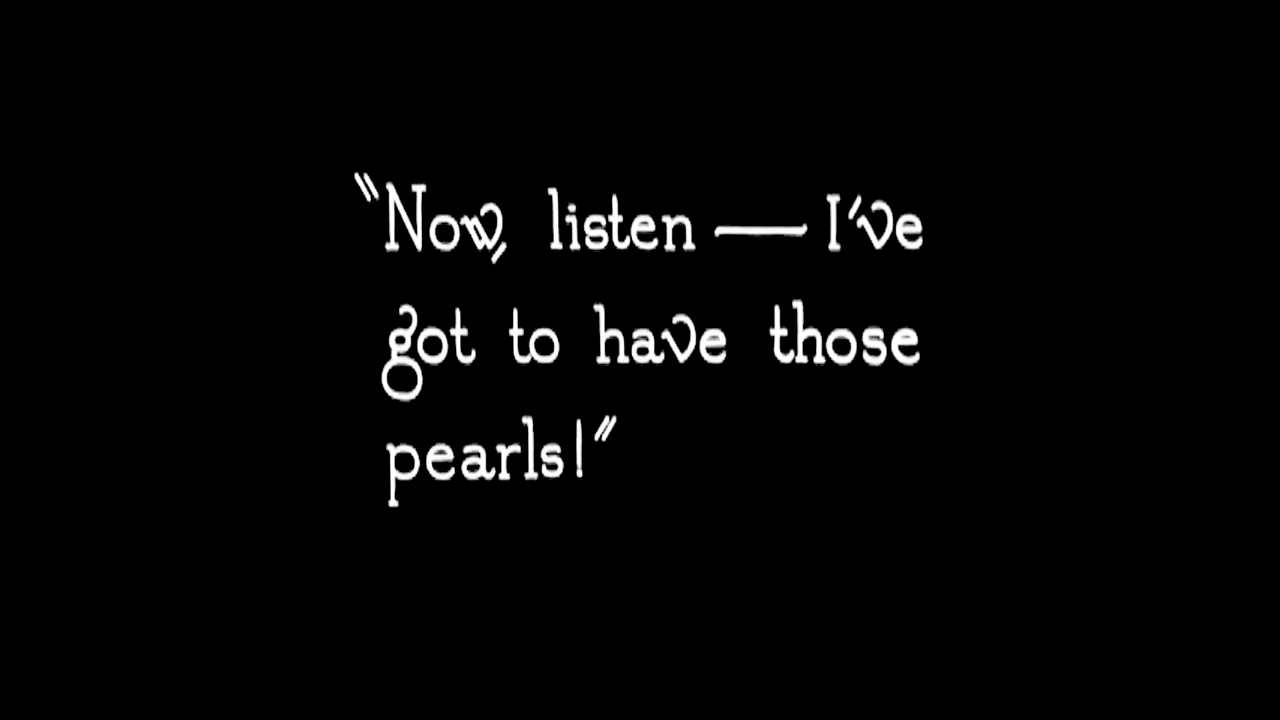 "Now, listen — I've
got to have those
pearls!"